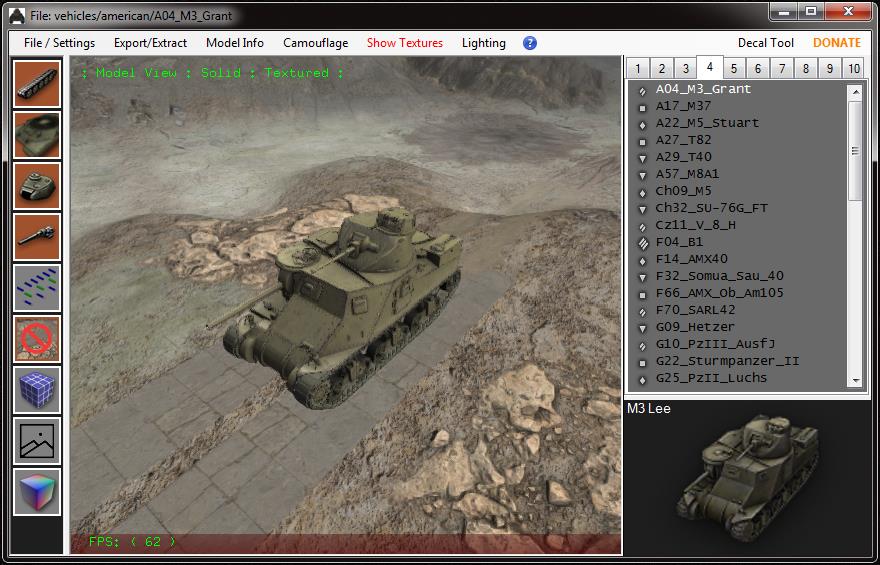 File: vehicles/american/A04_M3_Grant
File / Settings Export/Extract Model Info Camouflage Show Textures Lighting ? Decal Tool DONATE
: Model View : Solid : Textured :
1 2 3 4 5 6 7 8 9 10
A04_M3_Grant
A17_M37
A22_M5_Stuart
A27_T82
A29_T40
A57_M8A1
Ch09_M5
Ch32_SU-76G_FT
Cz11_V_8_H
F04_B1
F14_AMX40
F32_Somua_Sau_40
F66_AMX_Ob_Am105
F70_SARL42
G09_Hetzer
G10_PzIII_AusfJ
G22_Sturmpanzer_II
G25_PzII_Luchs
M3 Lee
FPS: ( 62 )